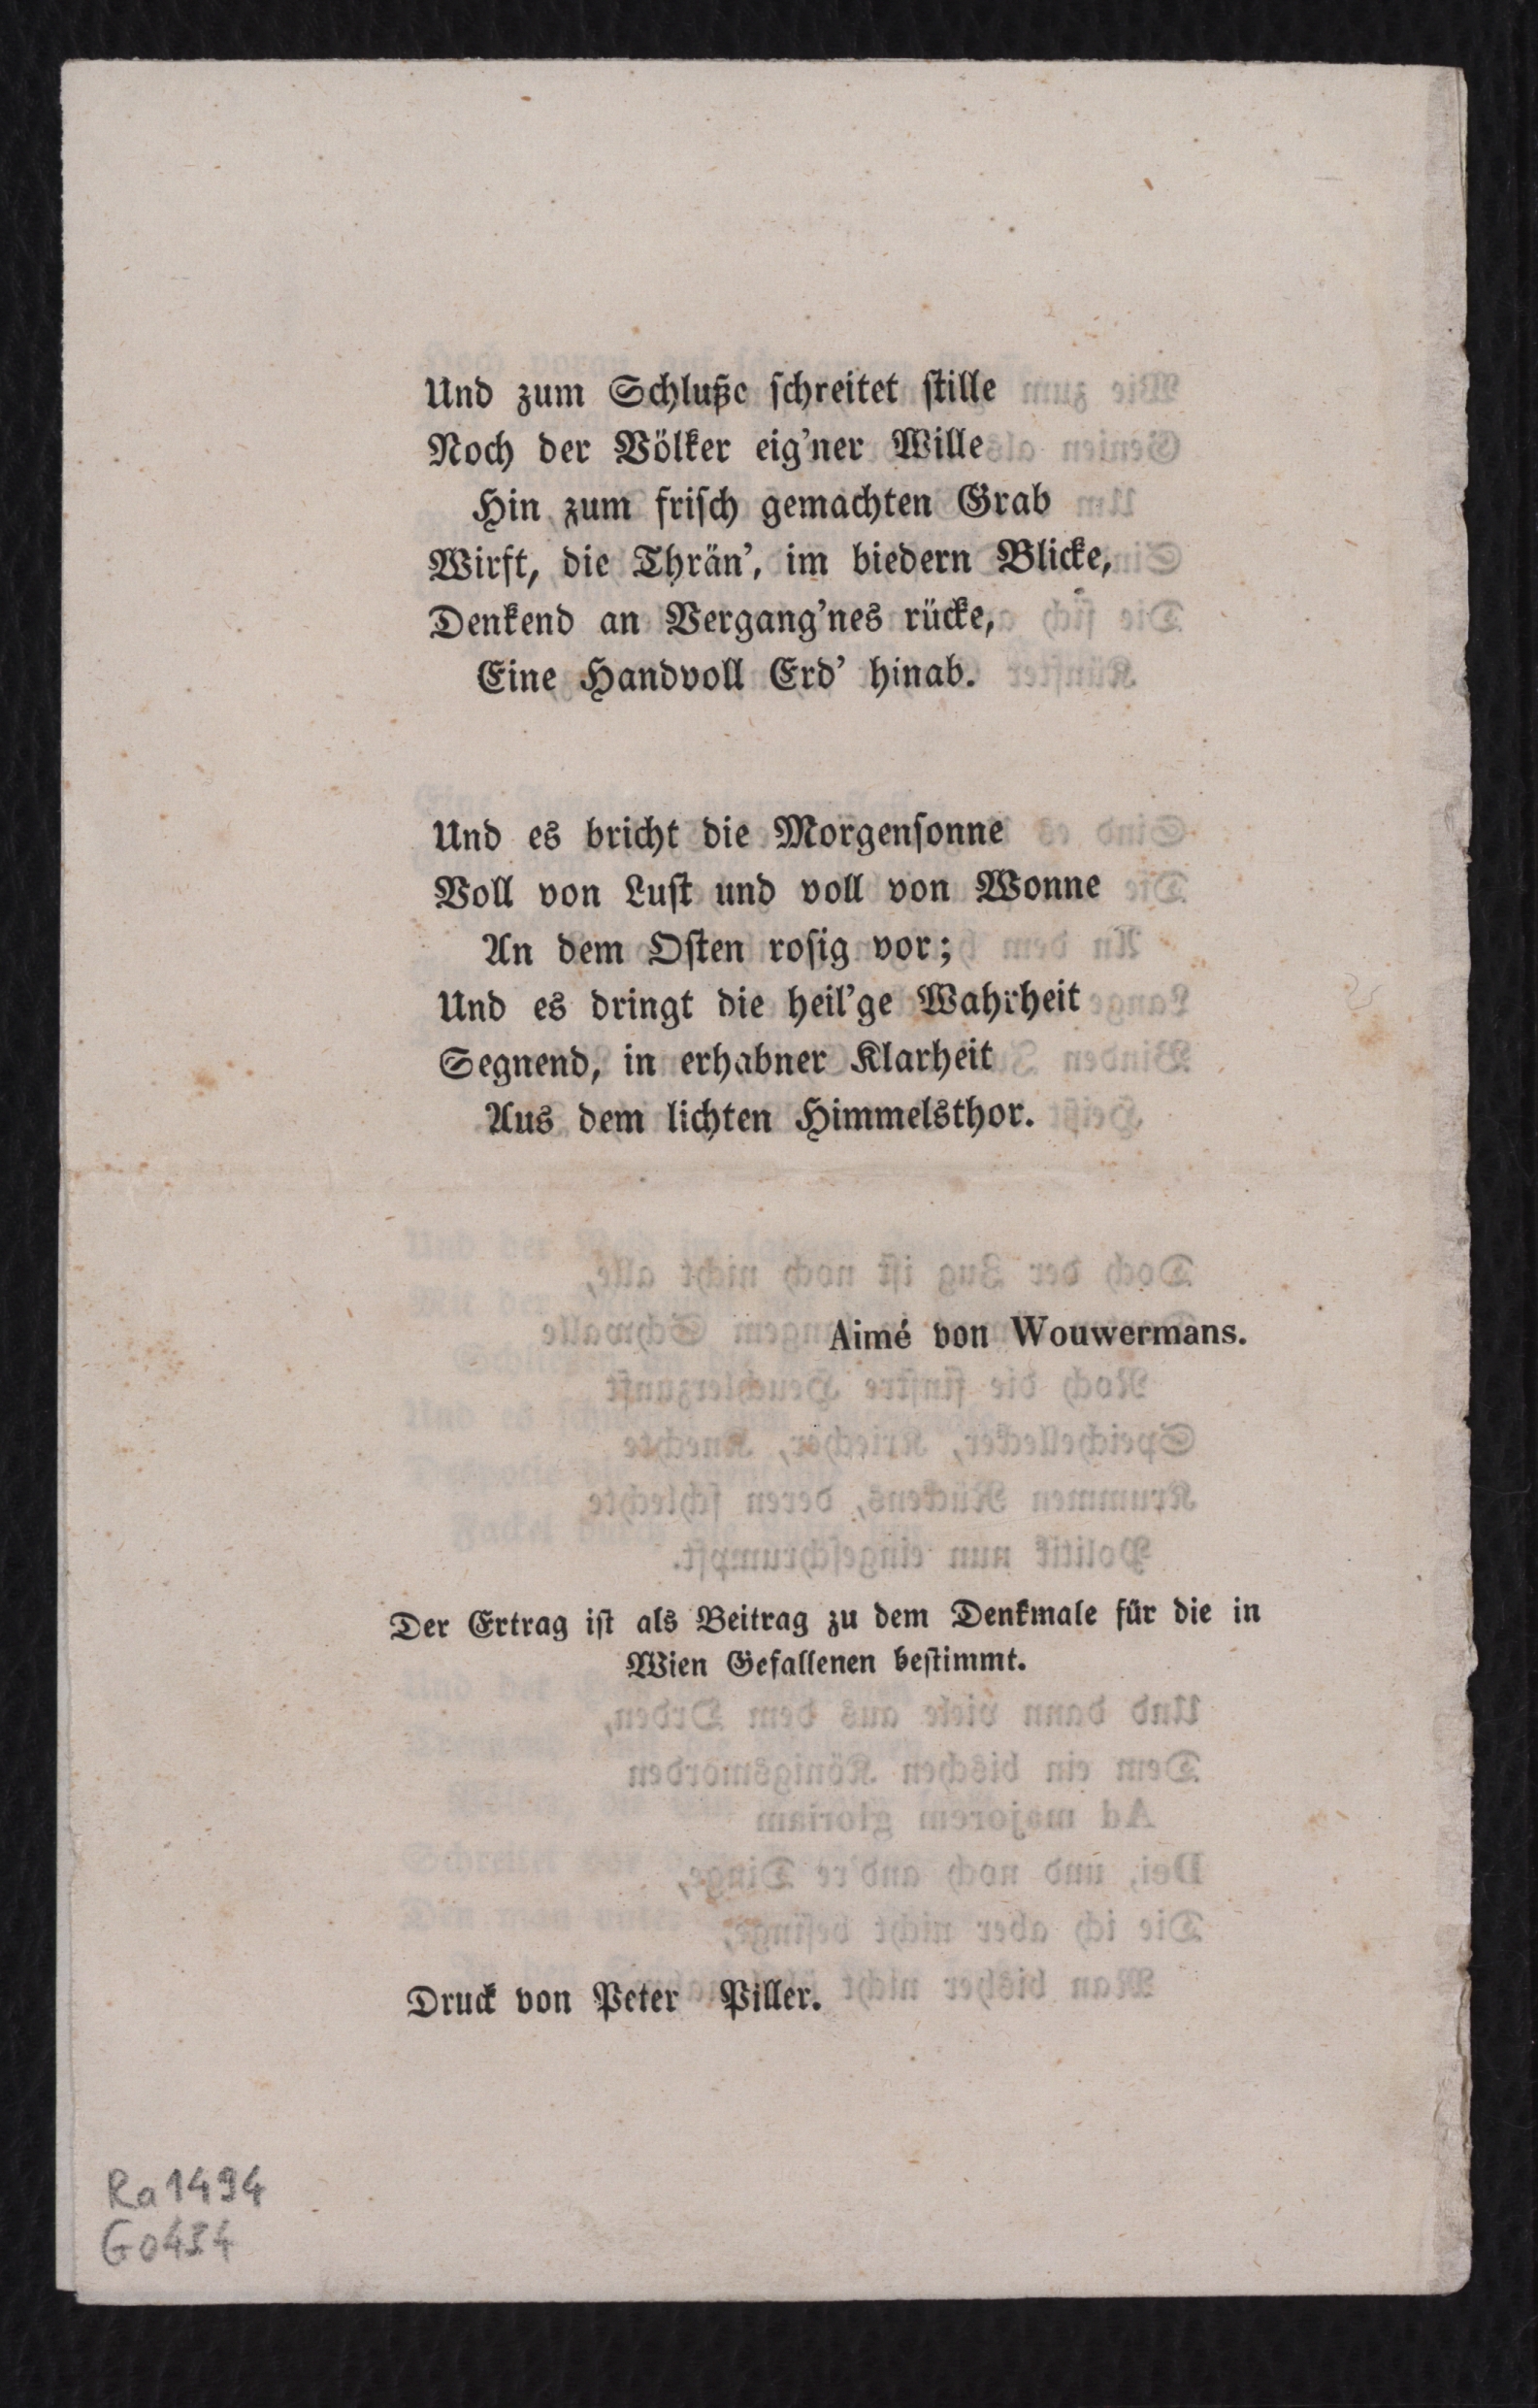 Und zum Schluße schreitet stille
Noch der Völker eig'ner Wille
Hin zum frisch gemachten Grab
Wirft, die Thrän', im biedern Blicke,
Denkend an Vergang'nes rücke,
Eine Handvoll Erd' hinab.
Und es bricht die Morgensonne
Voll von Lust und voll von Wonne
An dem Osten rosig vor;
Und es dringt die heil'ge Wahrheit
Segnend, in erhabner Klarheit
Aus dem lichten Himmelsthor.
Aimé von Wouwermans.
Der Ertrag ist als Beitrag zu dem Denkmale für die in
Wien Gefallenen bestimmt.
Druck von Peter Piller.
Ra 1494